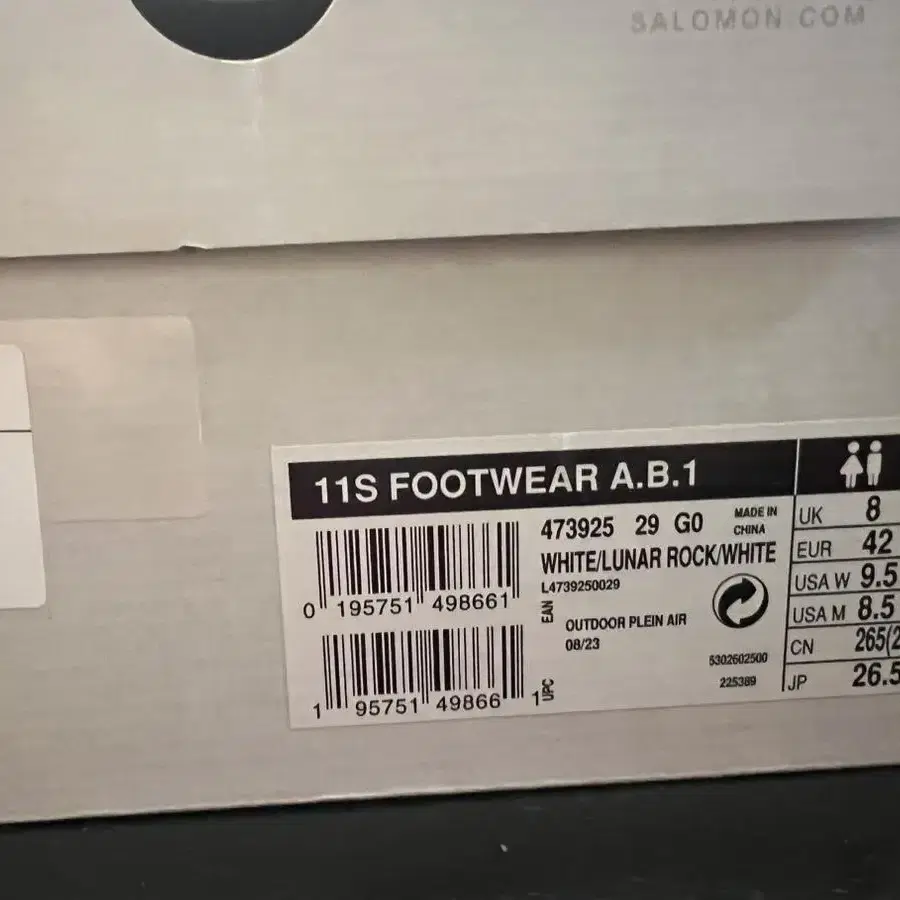 SALOMON.COM
11S FOOTWEAR A.B.1
473925 29 G0
MADE IN
CHINA
WHITE/LUNAR ROCK/WHITE
L4739250029
0 195751 498661
EAN
OUTDOOR PLEIN AIR
08/23
5302602500
225389
1 95751 49866 1
UPC
UK 8
EUR 42
USA W 9.5
USA M 8.5
CN 265(2
JP 26.5